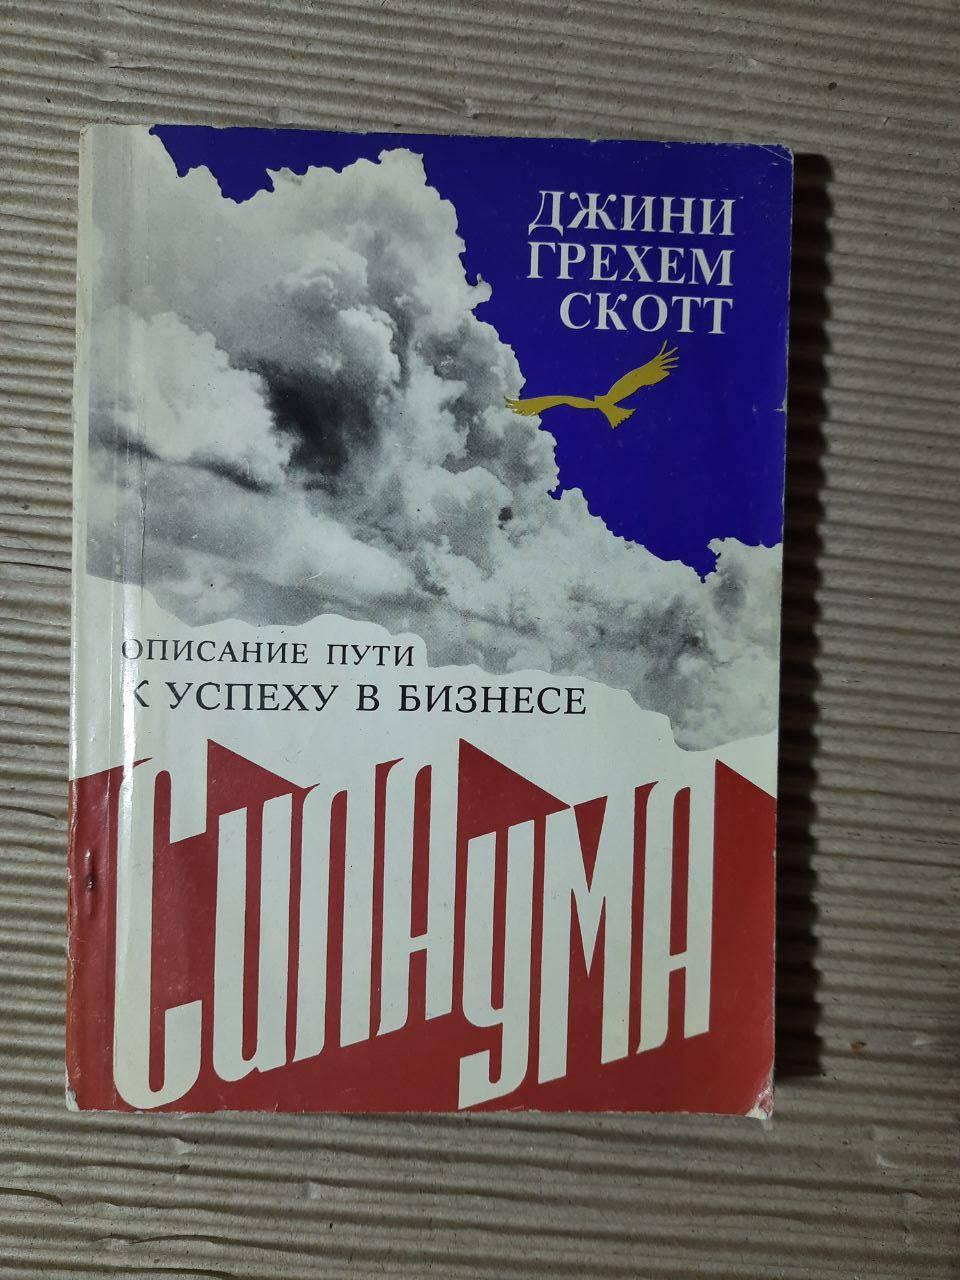 ДЖИНИ
ГРЕХЕМ
СКОТТ
ОПИСАНИЕ ПУТИ
К УСПЕХУ В БИЗНЕСЕ
СИЛА УМА